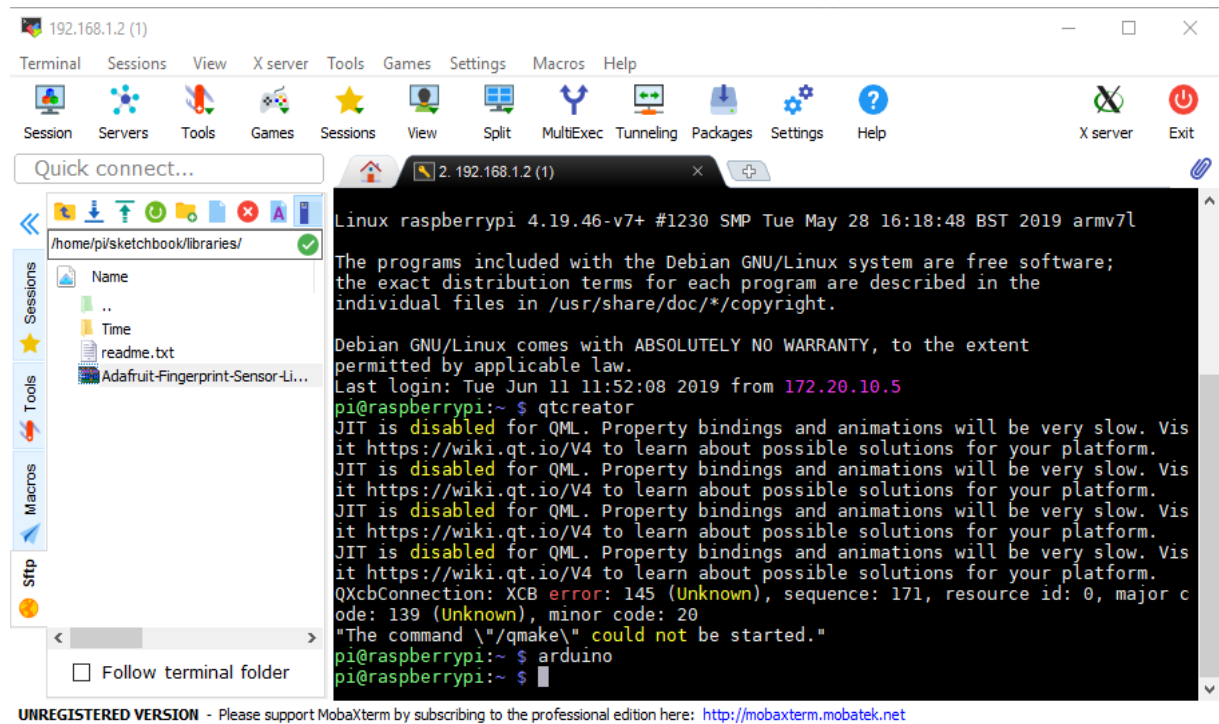 192.168.1.2 (1)
Terminal Sessions View X server Tools Games Settings Macros Help
Session Servers Tools Games Sessions View Split MultiExec Tunneling Packages Settings Help X server Exit
Quick connect...
2. 192.168.1.2 (1)
/home/pi/sketchbook/libraries/
Name
..
Time
readme.txt
Adafruit-Fingerprint-Sensor-Li...
Sessions
Tools
Macros
Sftp
Follow terminal folder
Linux raspberrypi 4.19.46-v7+ #1230 SMP Tue May 28 16:18:48 BST 2019 armv7l
The programs included with the Debian GNU/Linux system are free software;
the exact distribution terms for each program are described in the
individual files in /usr/share/doc/*/copyright.
Debian GNU/Linux comes with ABSOLUTELY NO WARRANTY, to the extent
permitted by applicable law.
Last login: Tue Jun 11 11:52:08 2019 from 172.20.10.5
pi@raspberrypi:~ $ qtcreator
JIT is disabled for QML. Property bindings and animations will be very slow. Vis
it https://wiki.qt.io/V4 to learn about possible solutions for your platform.
JIT is disabled for QML. Property bindings and animations will be very slow. Vis
it https://wiki.qt.io/V4 to learn about possible solutions for your platform.
JIT is disabled for QML. Property bindings and animations will be very slow. Vis
it https://wiki.qt.io/V4 to learn about possible solutions for your platform.
JIT is disabled for QML. Property bindings and animations will be very slow. Vis
it https://wiki.qt.io/V4 to learn about possible solutions for your platform.
QXcbConnection: XCB error: 145 (Unknown), sequence: 171, resource id: 0, major c
ode: 139 (Unknown), minor code: 20
"The command \"/qmake\" could not be started."
pi@raspberrypi:~ $ arduino
pi@raspberrypi:~ $
UNREGISTERED VERSION - Please support MobaXterm by subscribing to the professional edition here: http://mobaxterm.mobatek.net